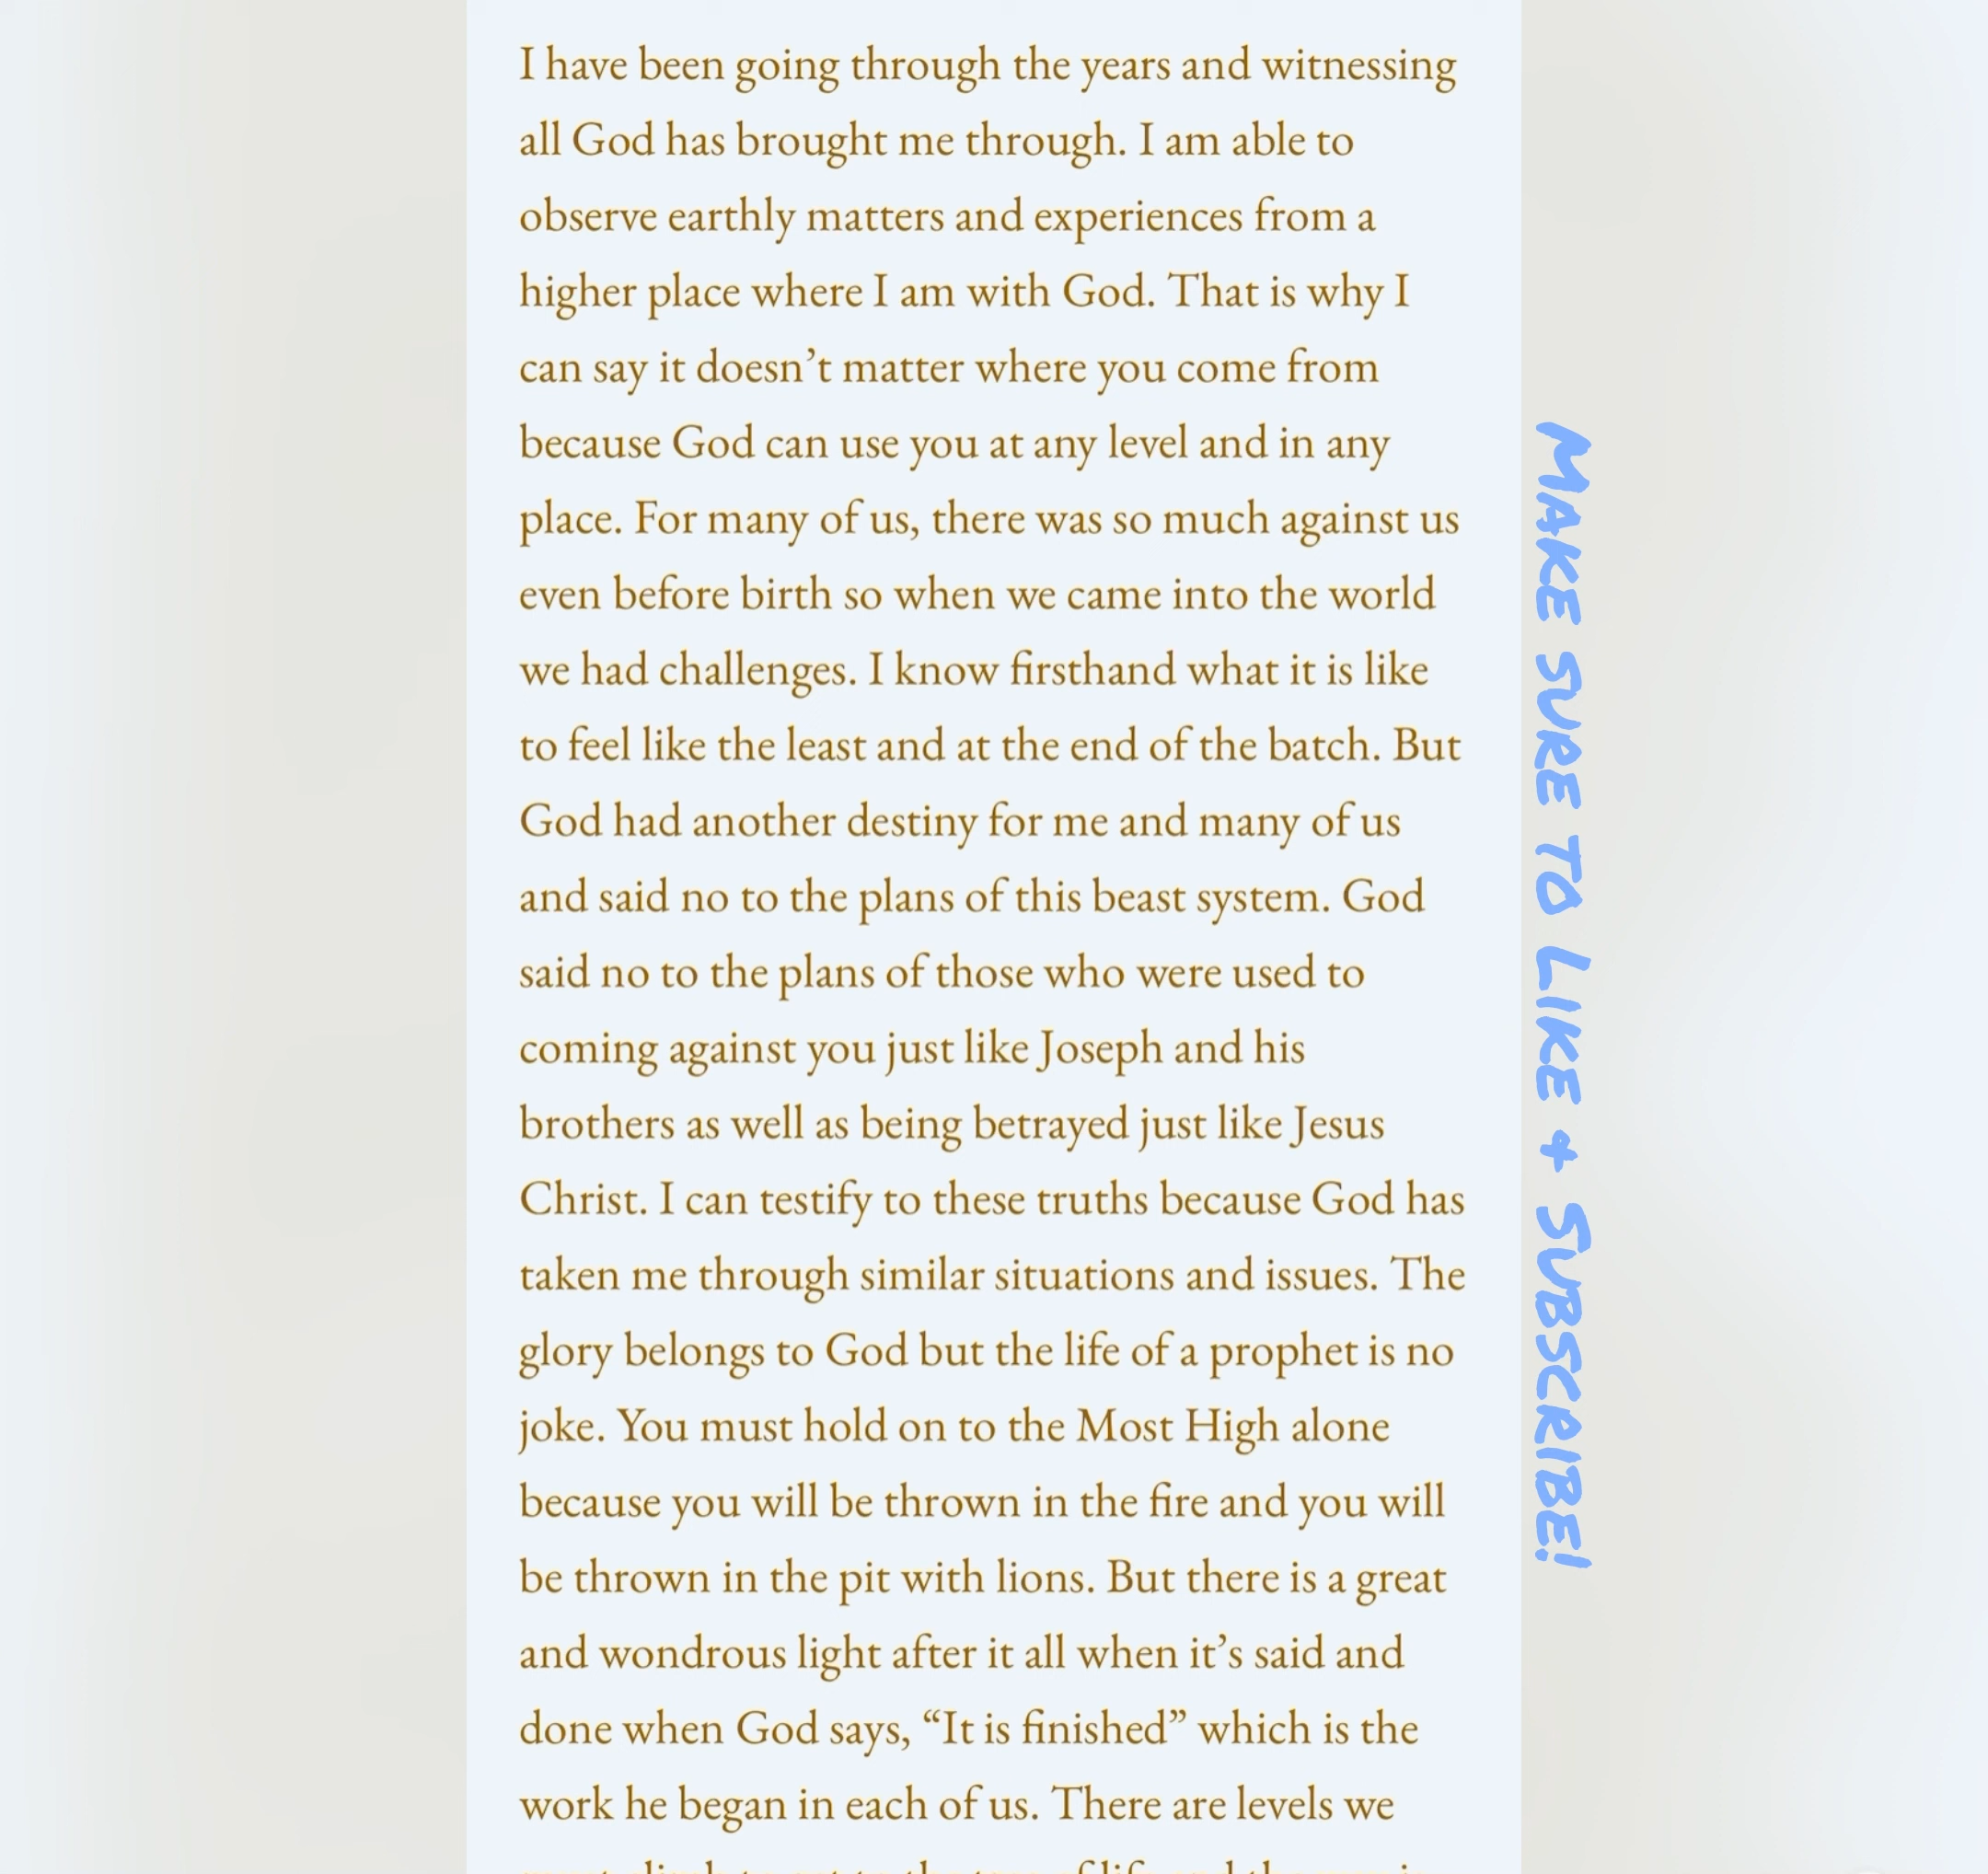 I have been going through the years and witnessing
all God has brought me through. I am able to
observe earthly matters and experiences from a
higher place where I am with God. That is why I
can say it doesn’t matter where you come from
because God can use you at any level and in any
place. For many of us, there was so much against us
even before birth so when we came into the world
we had challenges. I know firsthand what it is like
to feel like the least and at the end of the batch. But
God had another destiny for me and many of us
and said no to the plans of this beast system. God
said no to the plans of those who were used to
coming against you just like Joseph and his
brothers as well as being betrayed just like Jesus
Christ. I can testify to these truths because God has
taken me through similar situations and issues. The
glory belongs to God but the life of a prophet is no
joke. You must hold on to the Most High alone
because you will be thrown in the fire and you will
be thrown in the pit with lions. But there is a great
and wondrous light after it all when it’s said and
done when God says, “It is finished” which is the
work he began in each of us. There are levels we
MAKE SURE TO LIKE + SUBSCRIBE!